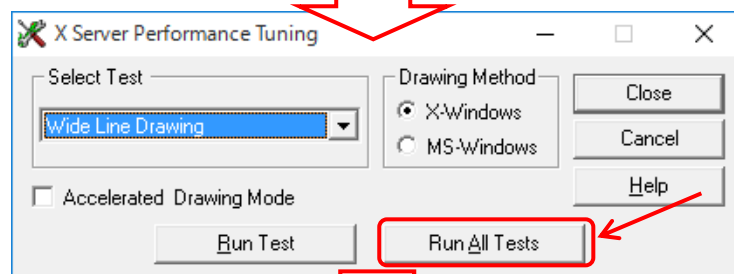 X Server Performance Tuning
Select Test
Wide Line Drawing
Drawing Method
X-Windows
MS-Windows
Close
Cancel
Help
Accelerated Drawing Mode
Run Test
Run All Tests